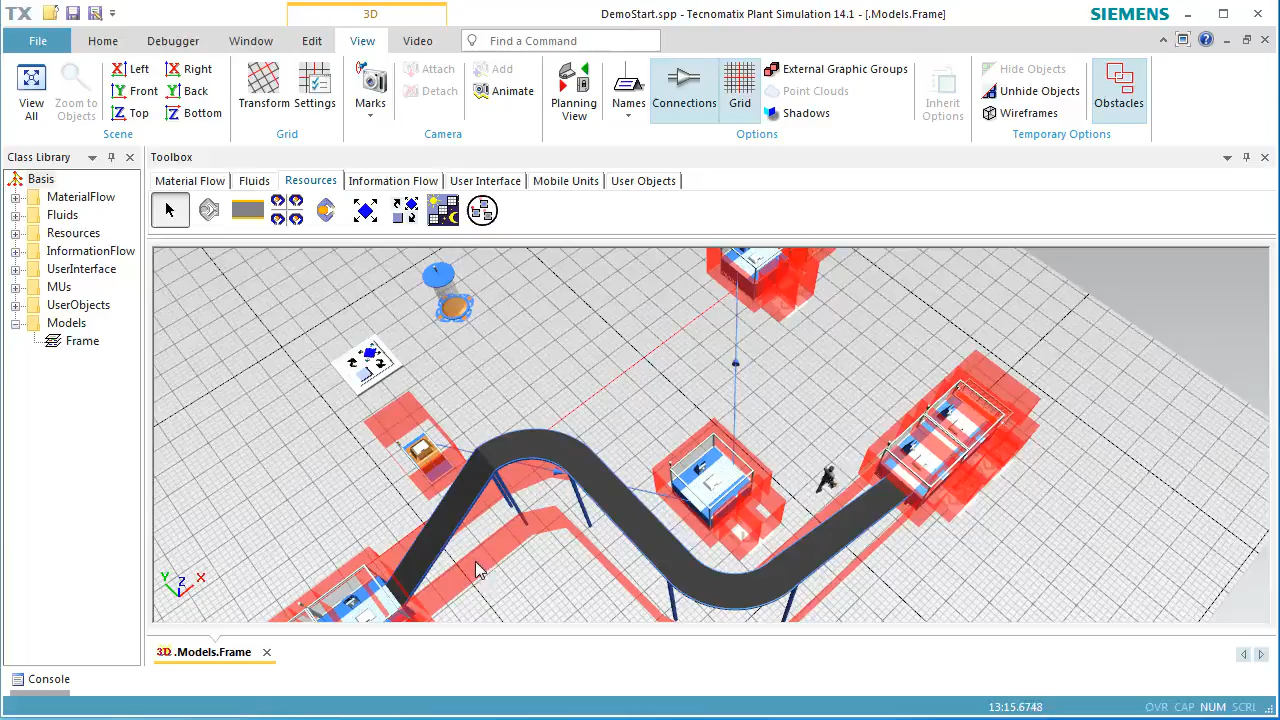 TX
3D
DemoStart.spp - Tecnomatix Plant Simulation 14.1 - [.Models.Frame]
SIEMENS
File
Home
Debugger
Window
Edit
View
Video
Find a Command
View All
Zoom to Objects
Left
Front
Top
Right
Back
Bottom
Scene
Transform
Settings
Grid
Marks
Attach
Detach
Add
Animate
Camera
Planning View
Names
Connections
Grid
External Graphic Groups
Point Clouds
Shadows
Options
Inherit Options
Hide Objects
Unhide Objects
Wireframes
Temporary Options
Obstacles
Class Library
Toolbox
Basis
MaterialFlow
Fluids
Resources
InformationFlow
UserInterface
MUs
UserObjects
Models
Frame
Material Flow
Fluids
Resources
Information Flow
User Interface
Mobile Units
User Objects
Y
Z
X
3D .Models.Frame
Console
13:15.6748
OVR CAP NUM SCRL